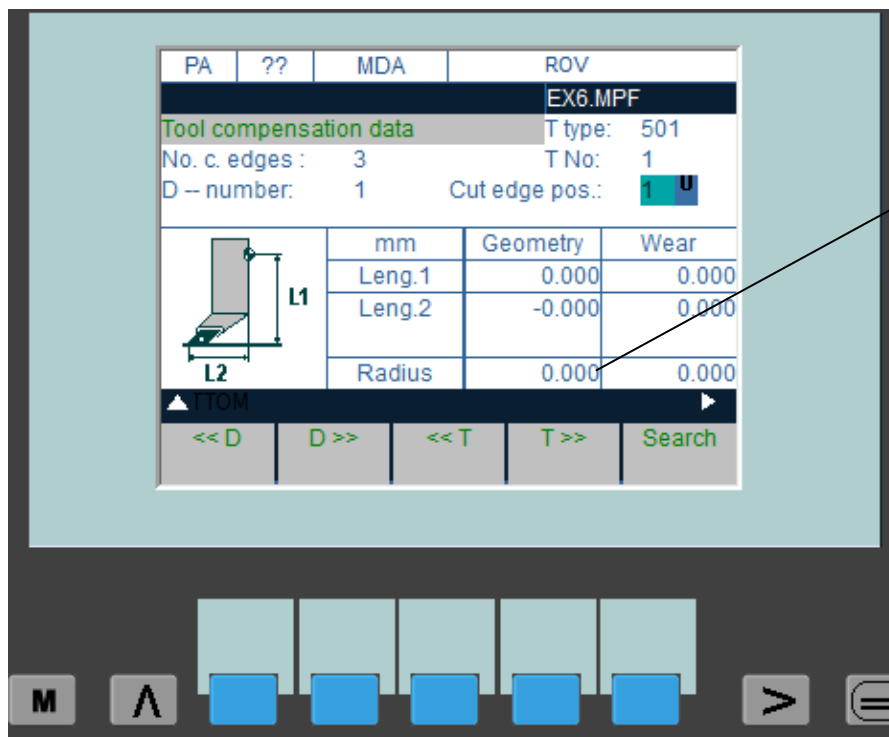 PA ?? MDA ROV
EX6.MPF
Tool compensation data T type: 501
No. c. edges : 3 T No: 1
D -- number: 1 Cut edge pos.: 1 U
mm Geometry Wear
L1 Leng.1 0.000 0.000
Leng.2 -0.000 0.000
L2 Radius 0.000 0.000
TTOM
<< D D >> << T T >> Search
M Λ >